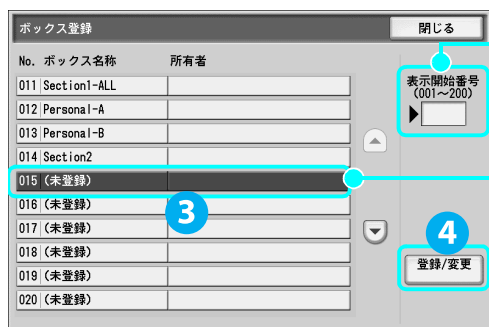 ボックス登録
閉じる
No. ボックス名称 所有者
011 Section1-ALL
012 Personal-A
013 Personal-B
014 Section2
015 (未登録)
016 (未登録)
017 (未登録)
018 (未登録)
019 (未登録)
020 (未登録)
3
表示開始番号
(001～200)
4
登録/変更